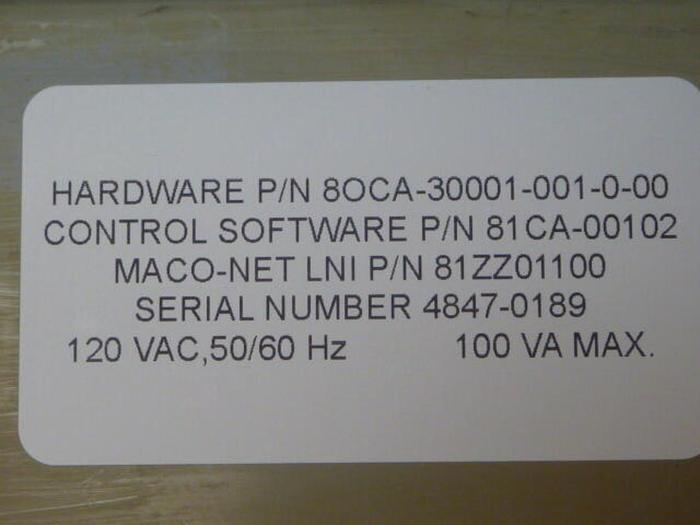 HARDWARE P/N 8OCA-30001-001-0-00
CONTROL SOFTWARE P/N 81CA-00102
MACO-NET LNI P/N 81ZZ01100
SERIAL NUMBER 4847-0189
120 VAC,50/60 Hz 100 VA MAX.